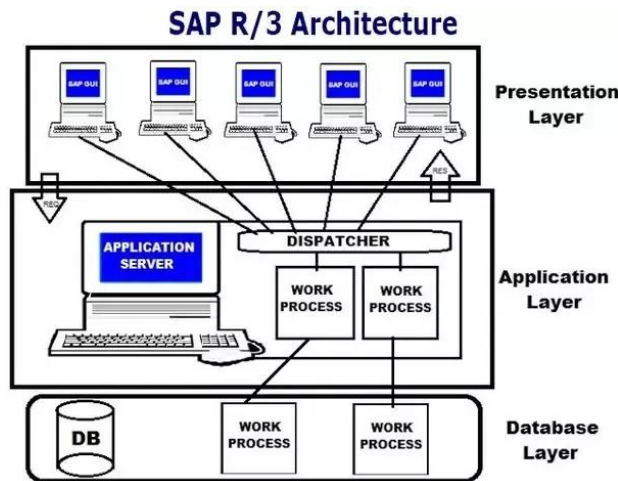 SAP R/3 Architecture
SAP GUI
SAP GUI
SAP GUI
SAP GUI
SAP GUI
Presentation
Layer
REQ
RES
APPLICATION
SERVER
DISPATCHER
WORK
PROCESS
WORK
PROCESS
Application
Layer
DB
WORK
PROCESS
WORK
PROCESS
Database
Layer